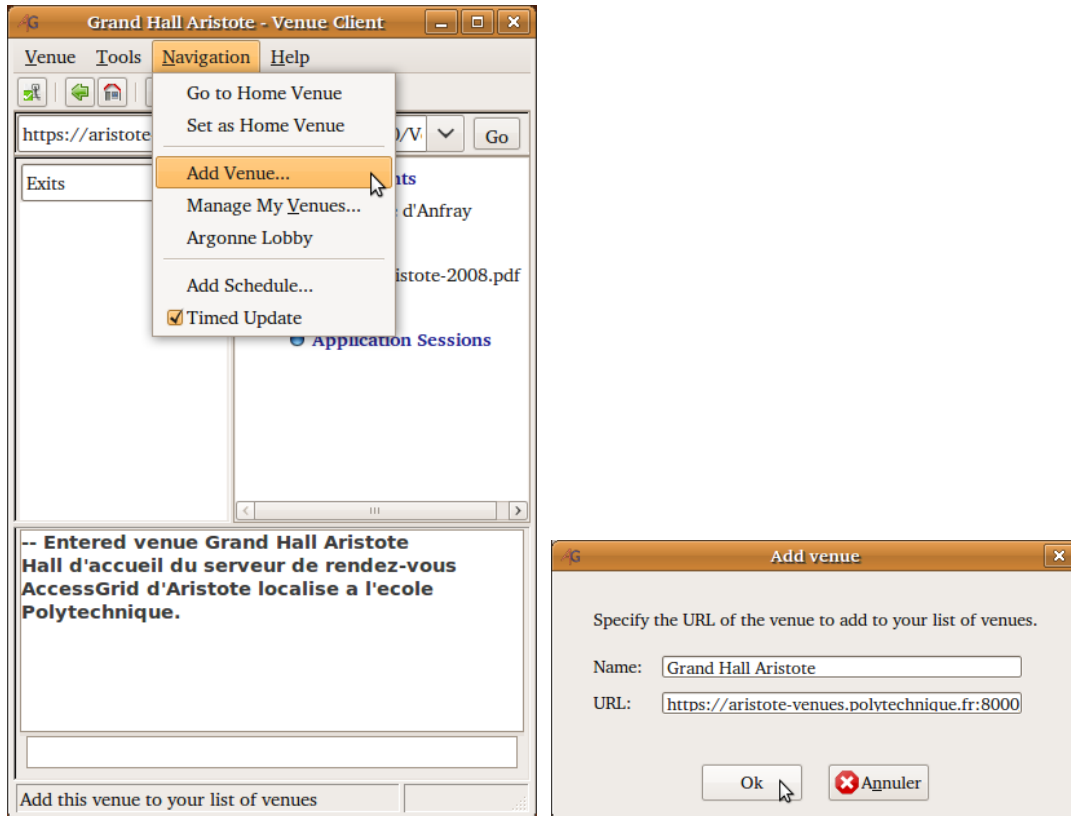 Grand Hall Aristote - Venue Client
Venue Tools Navigation Help
Go to Home Venue
Set as Home Venue
https://aristote
)/V
Go
Add Venue...
Manage My Venues...
Argonne Lobby
Add Schedule...
Timed Update
Exits
nts
d'Anfray
istote-2008.pdf
Application Sessions
-- Entered venue Grand Hall Aristote
Hall d'accueil du serveur de rendez-vous
AccessGrid d'Aristote localise a l'ecole
Polytechnique.
Add this venue to your list of venues
AG
Add venue
Specify the URL of the venue to add to your list of venues.
Name: Grand Hall Aristote
URL: https://aristote-venues.polytechnique.fr:8000
Ok
Annuler